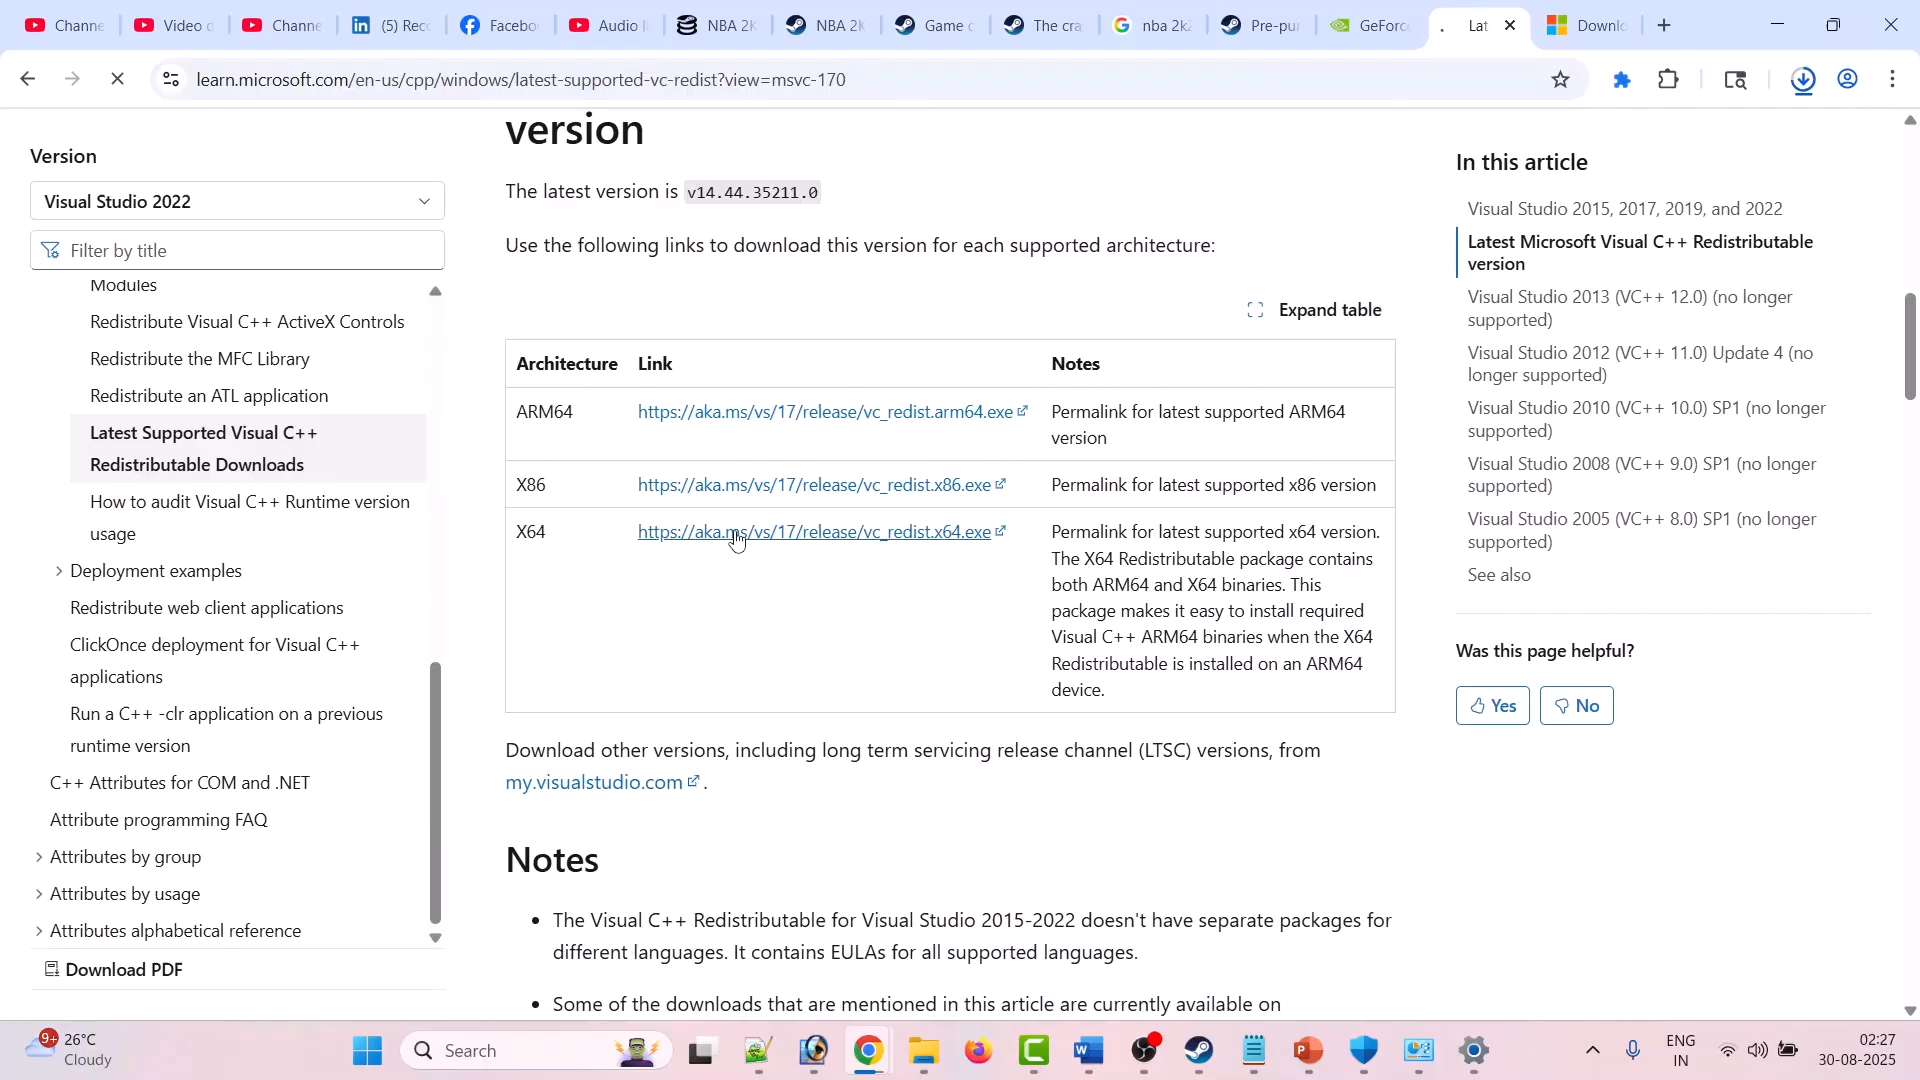 Channe
Video d
Channe
(5) Rec
Facebo
Audio I
NBA 2K
NBA 2K
Game c
The cra
nba 2k2
Pre-pur
GeForc
Lat
Downlo
learn.microsoft.com/en-us/cpp/windows/latest-supported-vc-redist?view=msvc-170
Version
Visual Studio 2022
Filter by title
Modules
Redistribute Visual C++ ActiveX Controls
Redistribute the MFC Library
Redistribute an ATL application
Latest Supported Visual C++
Redistributable Downloads
How to audit Visual C++ Runtime version
usage
Deployment examples
Redistribute web client applications
ClickOnce deployment for Visual C++
applications
Run a C++ -clr application on a previous
runtime version
C++ Attributes for COM and .NET
Attribute programming FAQ
Attributes by group
Attributes by usage
Attributes alphabetical reference
Download PDF
version
The latest version is v14.44.35211.0
Use the following links to download this version for each supported architecture:
Expand table
Architecture Link Notes
ARM64 https://aka.ms/vs/17/release/vc_redist.arm64.exe Permalink for latest supported ARM64
version
X86 https://aka.ms/vs/17/release/vc_redist.x86.exe Permalink for latest supported x86 version
X64 https://aka.ms/vs/17/release/vc_redist.x64.exe Permalink for latest supported x64 version.
The X64 Redistributable package contains
both ARM64 and X64 binaries. This
package makes it easy to install required
Visual C++ ARM64 binaries when the X64
Redistributable is installed on an ARM64
device.
Download other versions, including long term servicing release channel (LTSC) versions, from
my.visualstudio.com.
Notes
• The Visual C++ Redistributable for Visual Studio 2015-2022 doesn't have separate packages for
different languages. It contains EULAs for all supported languages.
• Some of the downloads that are mentioned in this article are currently available on
In this article
Visual Studio 2015, 2017, 2019, and 2022
Latest Microsoft Visual C++ Redistributable
version
Visual Studio 2013 (VC++ 12.0) (no longer
supported)
Visual Studio 2012 (VC++ 11.0) Update 4 (no
longer supported)
Visual Studio 2010 (VC++ 10.0) SP1 (no longer
supported)
Visual Studio 2008 (VC++ 9.0) SP1 (no longer
supported)
Visual Studio 2005 (VC++ 8.0) SP1 (no longer
supported)
See also
Was this page helpful?
Yes
No
9+
26°C
Cloudy
Search
ENG
IN
02:27
30-08-2025